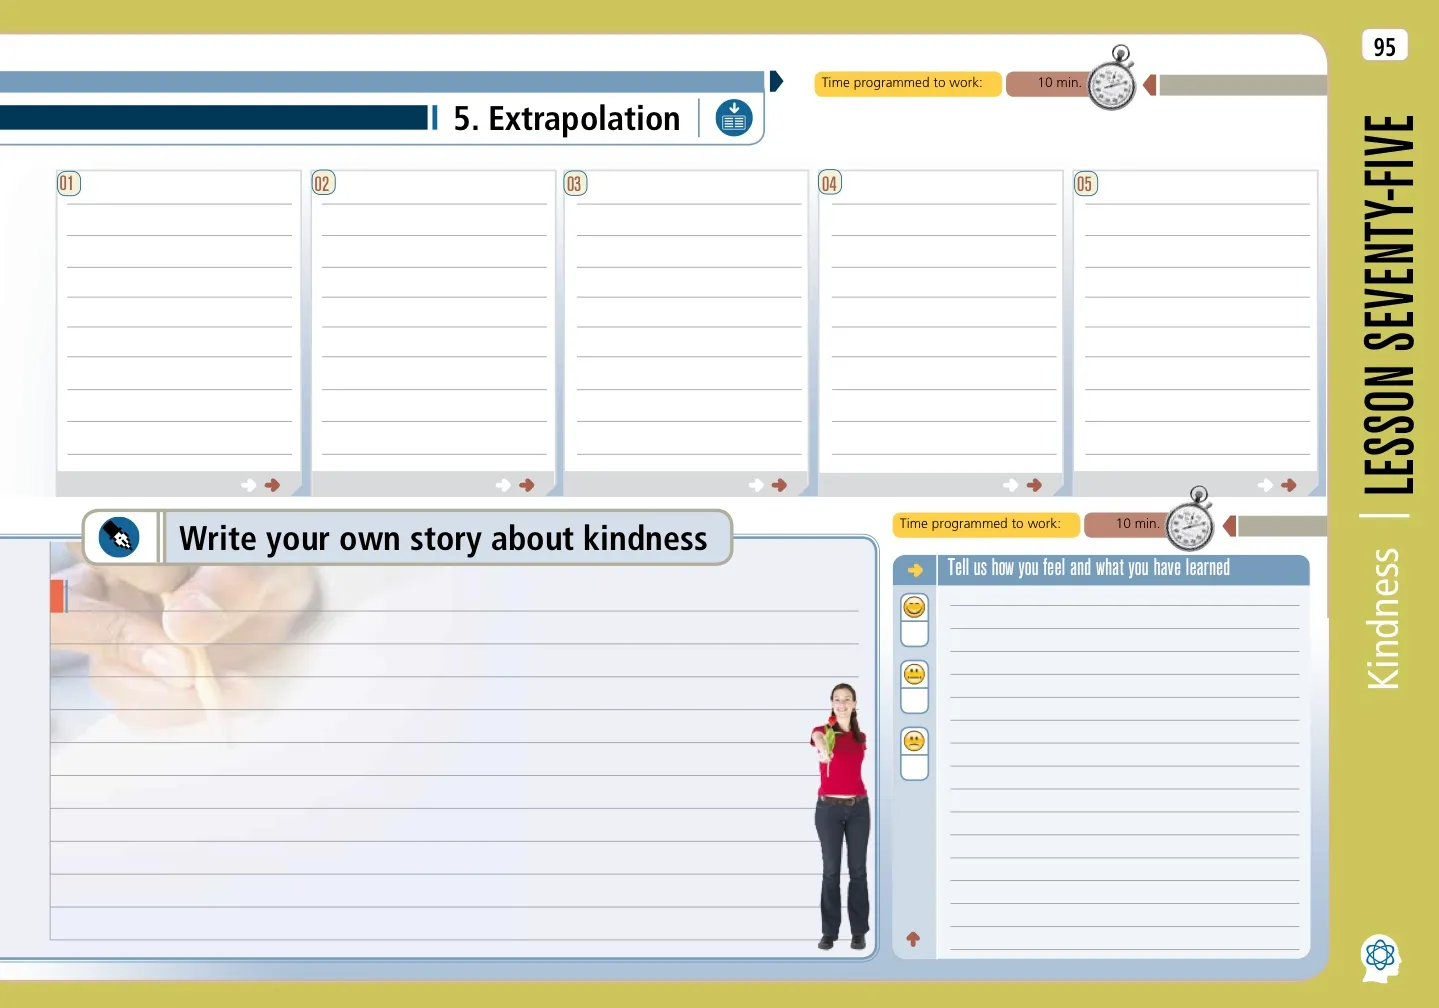 95
Time programmed to work:
10 min.
5. Extrapolation
01
02
03
04
05
Write your own story about kindness
Time programmed to work:
10 min.
Tell us how you feel and what you have learned
LESSON SEVENTY-FIVE
Kindness